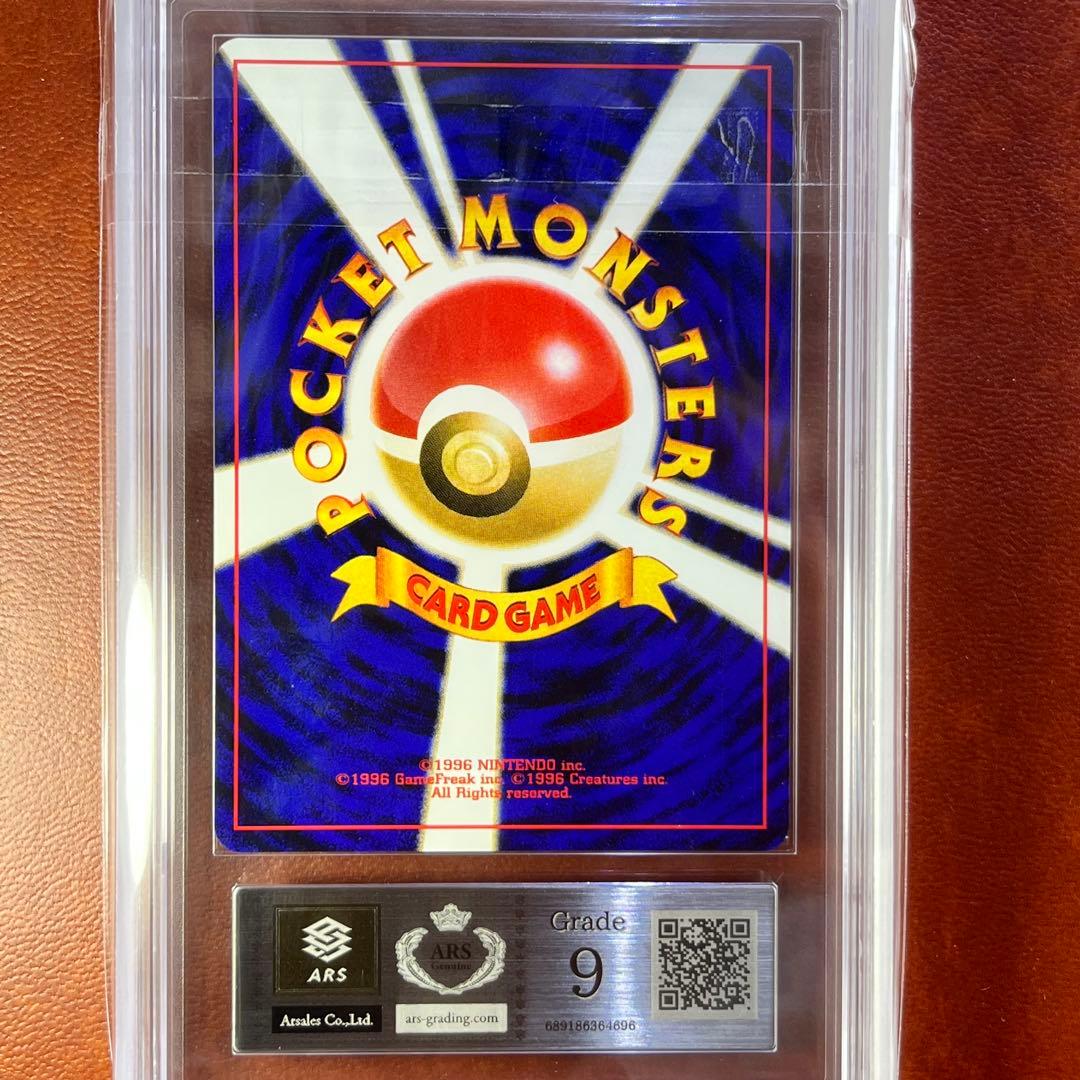 POCKET MONSTERS
CARD GAME
©1996 NINTENDO inc.
©1996 GameFreak inc. ©1996 Creatures inc.
All Rights reserved.
ARS
Arsales Co.,Ltd.
ARS
Genuine
ars-grading.com
Grade
9
689186364696